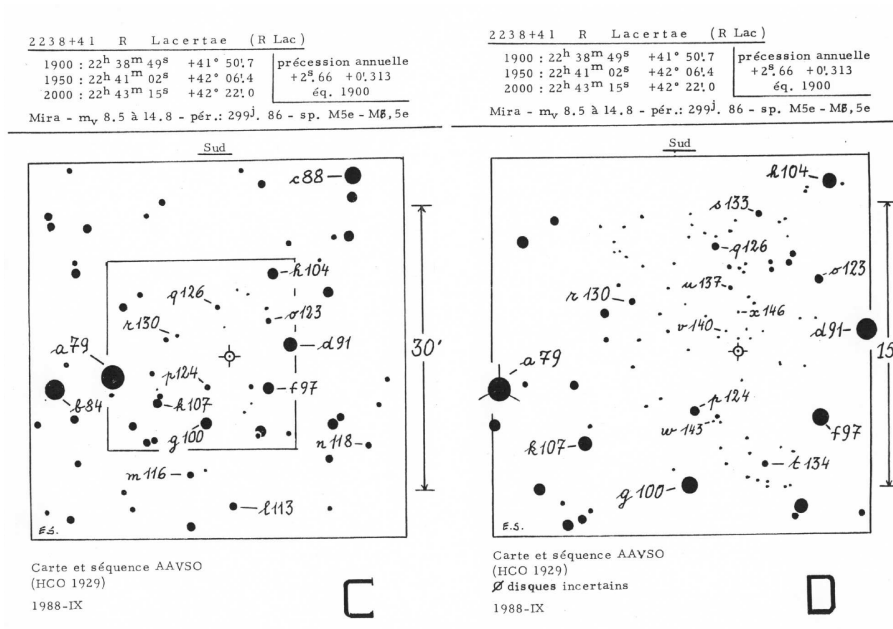 2238+41 R Lacertae (R Lac)
1900 : 22h 38m 49s +41° 50'.7
1950 : 22h 41m 02s +42° 06'.4
2000 : 22h 43m 15s +42° 22'.0
précession annuelle
+2s.66 +0'.313
éq. 1900
Mira - mv 8.5 à 14.8 - pér.: 299j. 86 - sp. M5e - M8,5e
Sud
c88
h104
q126
o123
r130
a79
d91
30'
p124
f97
b84
k107
g100
n118
m116
l113
E.S.
Carte et séquence AAVSO
(HCO 1929)
1988-IX
C
2238+41 R Lacertae (R Lac)
1900 : 22h 38m 49s +41° 50'.7
1950 : 22h 41m 02s +42° 06'.4
2000 : 22h 43m 15s +42° 22'.0
précession annuelle
+2s.66 +0'.313
éq. 1900
Mira - mv 8.5 à 14.8 - pér.: 299j. 86 - sp. M5e - M8,5e
Sud
h104
s133
q126
o123
u137
r130
x146
v140
d91
15
a79
p124
w143
f97
k107
t134
g100
E.S.
Carte et séquence AAVSO
(HCO 1929)
Ø disques incertains
1988-IX
D